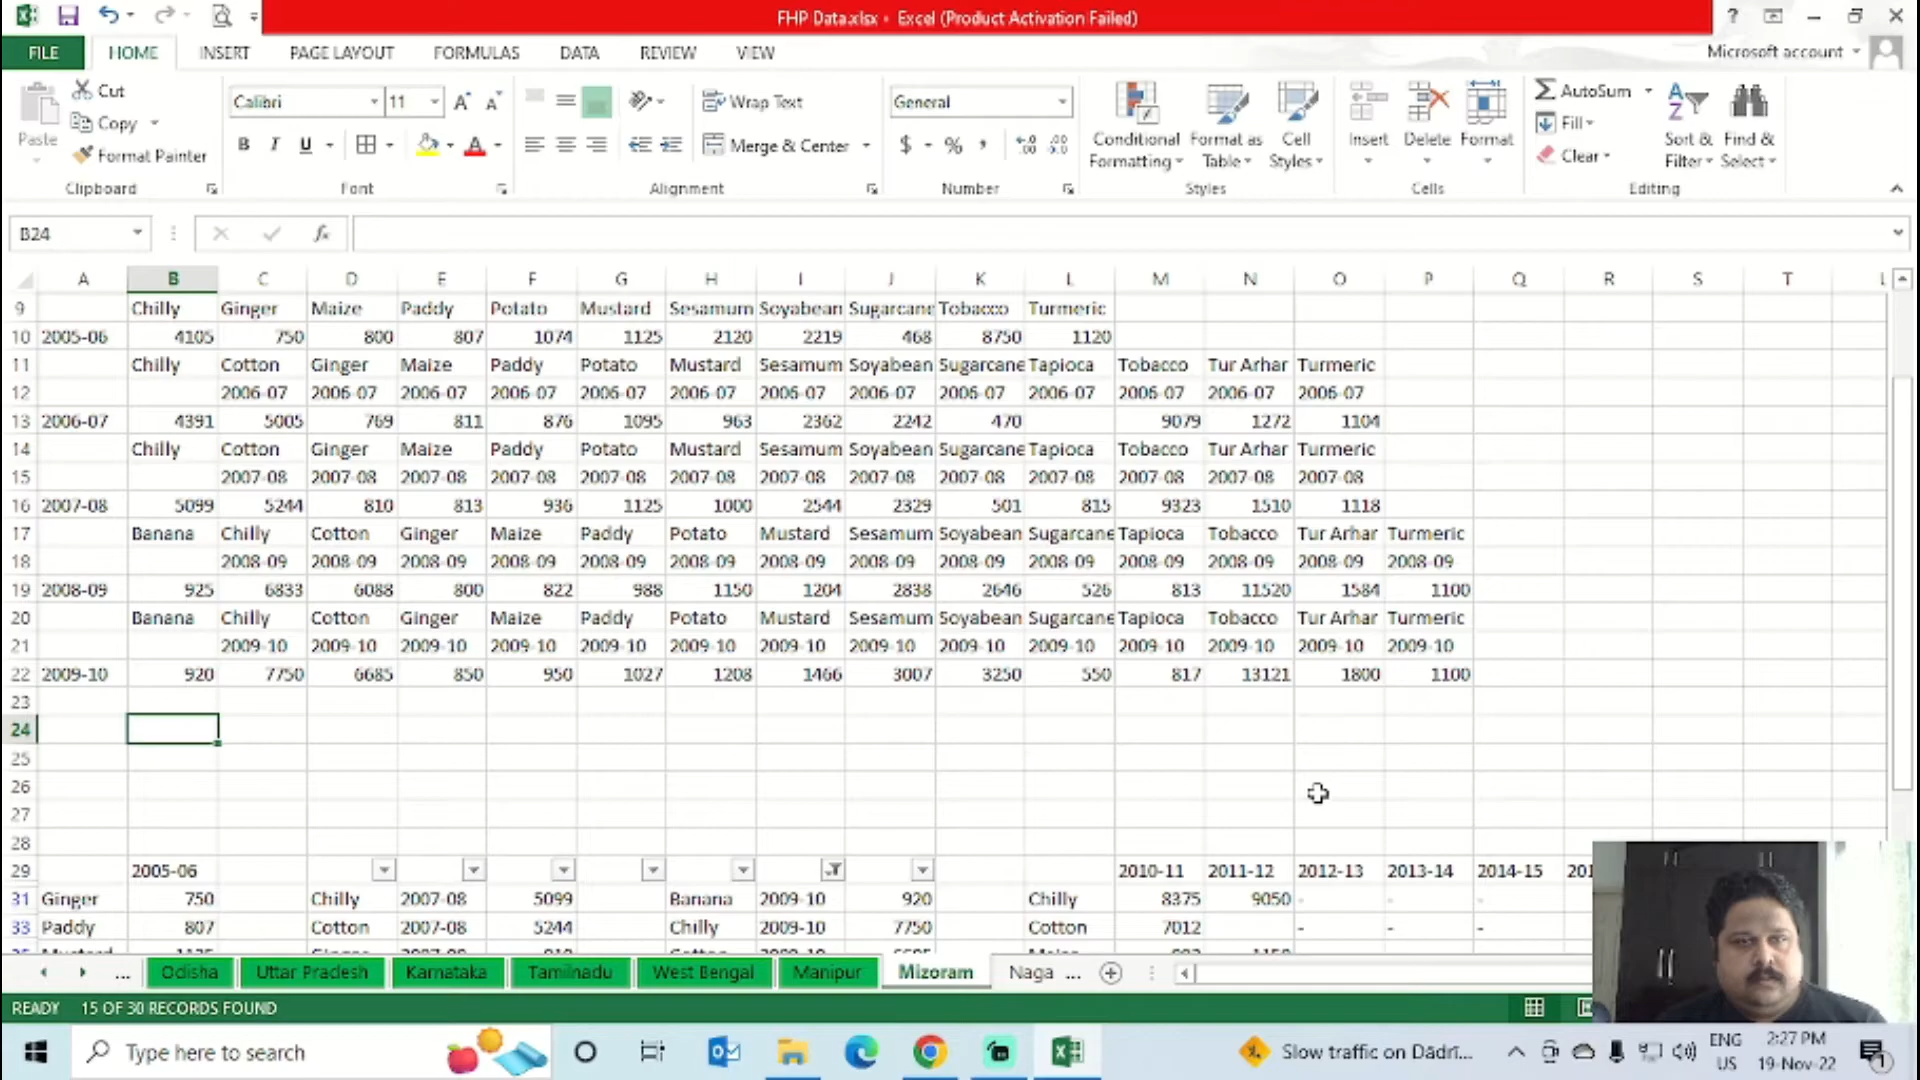 FHP Data.xlsx - Excel (Product Activation Failed)
FILE HOME INSERT PAGE LAYOUT FORMULAS DATA REVIEW VIEW Microsoft account
Paste Cut Copy Format Painter Clipboard
Calibri 11 B I U Font
Wrap Text Merge & Center Alignment
General $ % Number
Conditional Formatting Format as Table Cell Styles Styles
Insert Delete Format Cells
AutoSum Fill Clear Sort & Filter Find & Select Editing
B24 fx
A B C D E F G H I J K L M N O P Q R S T
9 Chilly Ginger Maize Paddy Potato Mustard Sesamum Soyabean Sugarcane Tobacco Turmeric
10 2005-06 4105 750 800 807 1074 1125 2120 2219 468 8750 1120
11 Chilly Cotton Ginger Maize Paddy Potato Mustard Sesamum Soyabean Sugarcane Tapioca Tobacco Tur Arhar Turmeric
12 2006-07 2006-07 2006-07 2006-07 2006-07 2006-07 2006-07 2006-07 2006-07 2006-07 2006-07 2006-07 2006-07
13 2006-07 4391 5005 769 811 876 1095 963 2362 2242 470 9079 1272 1104
14 Chilly Cotton Ginger Maize Paddy Potato Mustard Sesamum Soyabean Sugarcane Tapioca Tobacco Tur Arhar Turmeric
15 2007-08 2007-08 2007-08 2007-08 2007-08 2007-08 2007-08 2007-08 2007-08 2007-08 2007-08 2007-08 2007-08
16 2007-08 5099 5244 810 813 936 1125 1000 2544 2329 501 815 9323 1510 1118
17 Banana Chilly Cotton Ginger Maize Paddy Potato Mustard Sesamum Soyabean Sugarcane Tapioca Tobacco Tur Arhar Turmeric
18 2008-09 2008-09 2008-09 2008-09 2008-09 2008-09 2008-09 2008-09 2008-09 2008-09 2008-09 2008-09 2008-09 2008-09
19 2008-09 925 6833 6088 800 822 988 1150 1204 2838 2646 526 813 11520 1584 1100
20 Banana Chilly Cotton Ginger Maize Paddy Potato Mustard Sesamum Soyabean Sugarcane Tapioca Tobacco Tur Arhar Turmeric
21 2009-10 2009-10 2009-10 2009-10 2009-10 2009-10 2009-10 2009-10 2009-10 2009-10 2009-10 2009-10 2009-10 2009-10
22 2009-10 920 7750 6685 850 950 1027 1208 1466 3007 3250 550 817 13121 1800 1100
23
24
25
26
27
28
29 2005-06 2010-11 2011-12 2012-13 2013-14 2014-15 201
31 Ginger 750 Chilly 2007-08 5099 Banana 2009-10 920 Chilly 8375 9050 - - -
33 Paddy 807 Cotton 2007-08 5244 Chilly 2009-10 7750 Cotton 7012 - - -
... Odisha Uttar Pradesh Karnataka Tamilnadu West Bengal Manipur Mizoram Naga ...
READY 15 OF 30 RECORDS FOUND
Type here to search Slow traffic on Dādrī... ENG US 2:27 PM 19-Nov-22 1